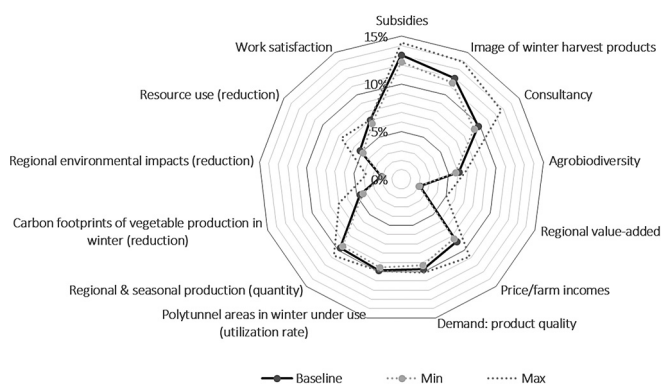 Subsidies
15%
Work satisfaction
Image of winter harvest products
10%
Resource use (reduction)
Consultancy
5%
Regional environmental impacts (reduction)
Agrobiodiversity
0%
Carbon footprints of vegetable production in
winter (reduction)
Regional value-added
Regional & seasonal production (quantity)
Price/farm incomes
Polytunnel areas in winter under use
(utilization rate)
Demand: product quality
Baseline
Min
Max